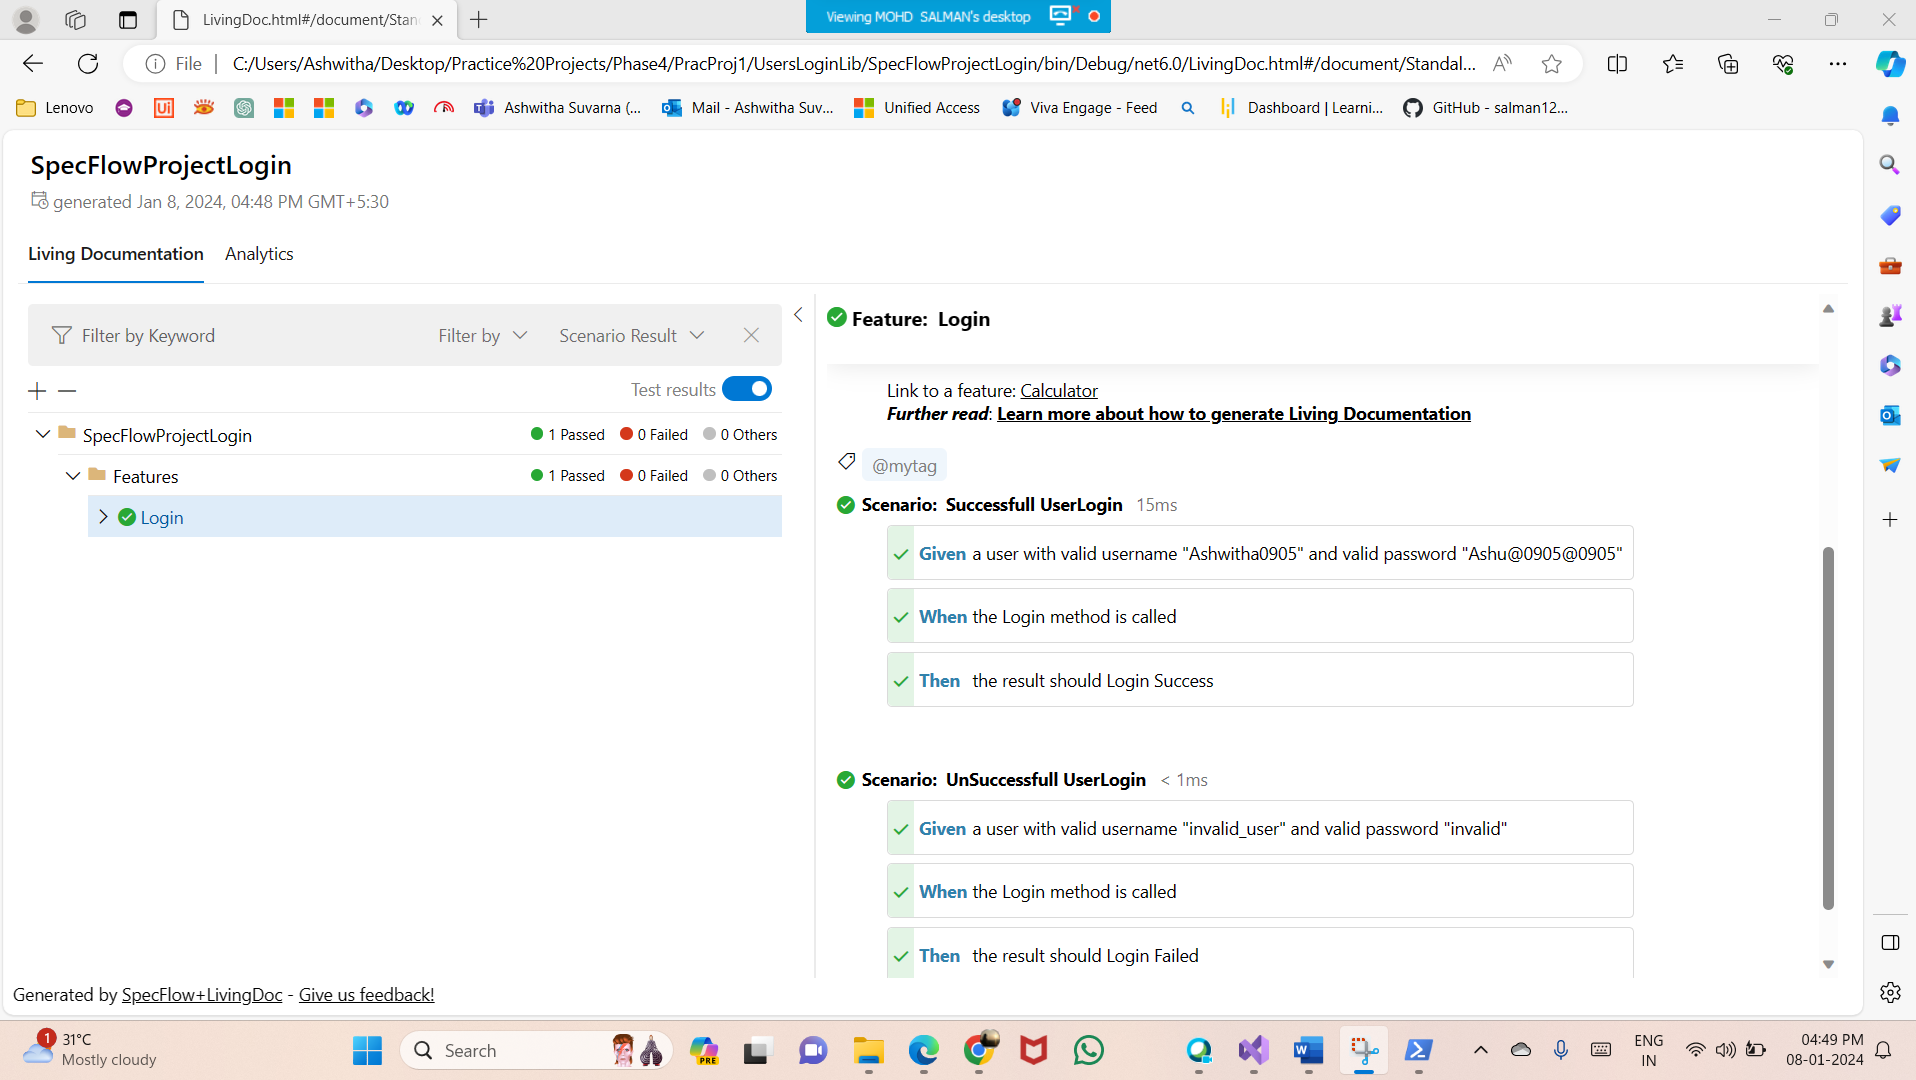 LivingDoc.html#/document/Stan
Viewing MOHD SALMAN's desktop
File
C:/Users/Ashwitha/Desktop/Practice%20Projects/Phase4/PracProj1/UsersLoginLib/SpecFlowProjectLogin/bin/Debug/net6.0/LivingDoc.html#/document/Standal...
Lenovo
Ui
Ashwitha Suvarna (...
Mail - Ashwitha Suv...
Unified Access
Viva Engage - Feed
Dashboard | Learni...
GitHub - salman12...
SpecFlowProjectLogin
generated Jan 8, 2024, 04:48 PM GMT+5:30
Living Documentation
Analytics
Filter by Keyword
Filter by
Scenario Result
Test results
SpecFlowProjectLogin
1 Passed
0 Failed
0 Others
Features
1 Passed
0 Failed
0 Others
Login
Feature: Login
Link to a feature: Calculator
Further read: Learn more about how to generate Living Documentation
@mytag
Scenario: Successfull UserLogin 15ms
Given a user with valid username "Ashwitha0905" and valid password "Ashu@0905@0905"
When the Login method is called
Then the result should Login Success
Scenario: UnSuccessfull UserLogin < 1ms
Given a user with valid username "invalid_user" and valid password "invalid"
When the Login method is called
Then the result should Login Failed
Generated by SpecFlow+LivingDoc - Give us feedback!
1
31°C
Mostly cloudy
Search
PRE
ENG
IN
04:49 PM
08-01-2024